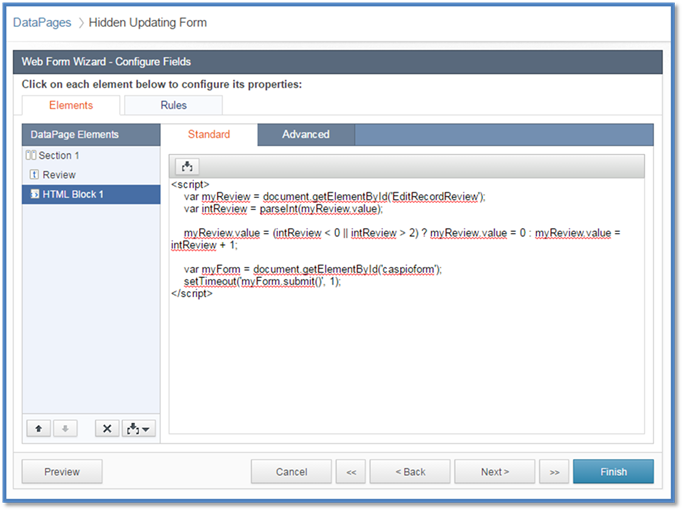 DataPages > Hidden Updating Form
Web Form Wizard - Configure Fields
Click on each element below to configure its properties:
Elements Rules
DataPage Elements Standard Advanced
Section 1
Review
HTML Block 1
<script>
var myReview = document.getElementById('EditRecordReview');
var intReview = parseInt(myReview.value);
myReview.value = (intReview < 0 || intReview > 2) ? myReview.value = 0 : myReview.value =
intReview + 1;
var myForm = document.getElementById('caspioform');
setTimeout('myForm.submit()', 1);
</script>
Preview Cancel << < Back Next > >> Finish